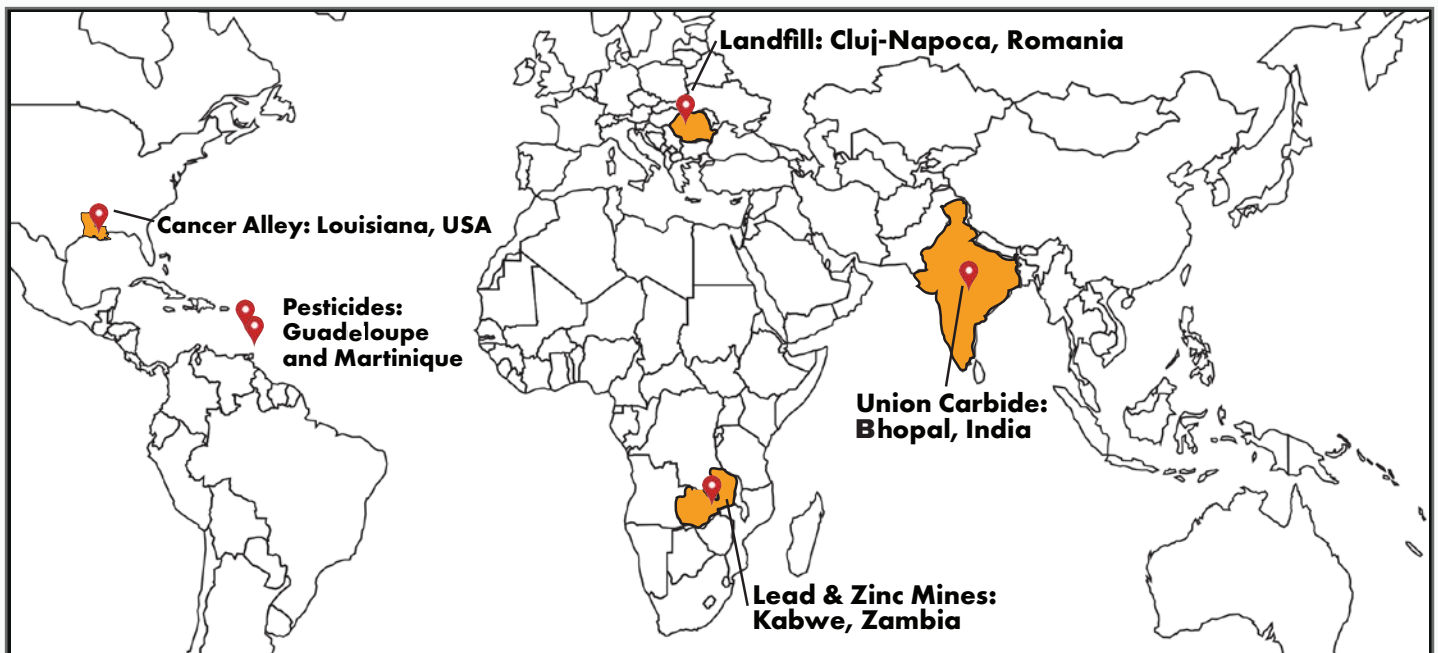 Landfill: Cluj-Napoca, Romania
Cancer Alley: Louisiana, USA
Pesticides:
Guadeloupe
and Martinique
Union Carbide:
Bhopal, India
Lead & Zinc Mines:
Kabwe, Zambia